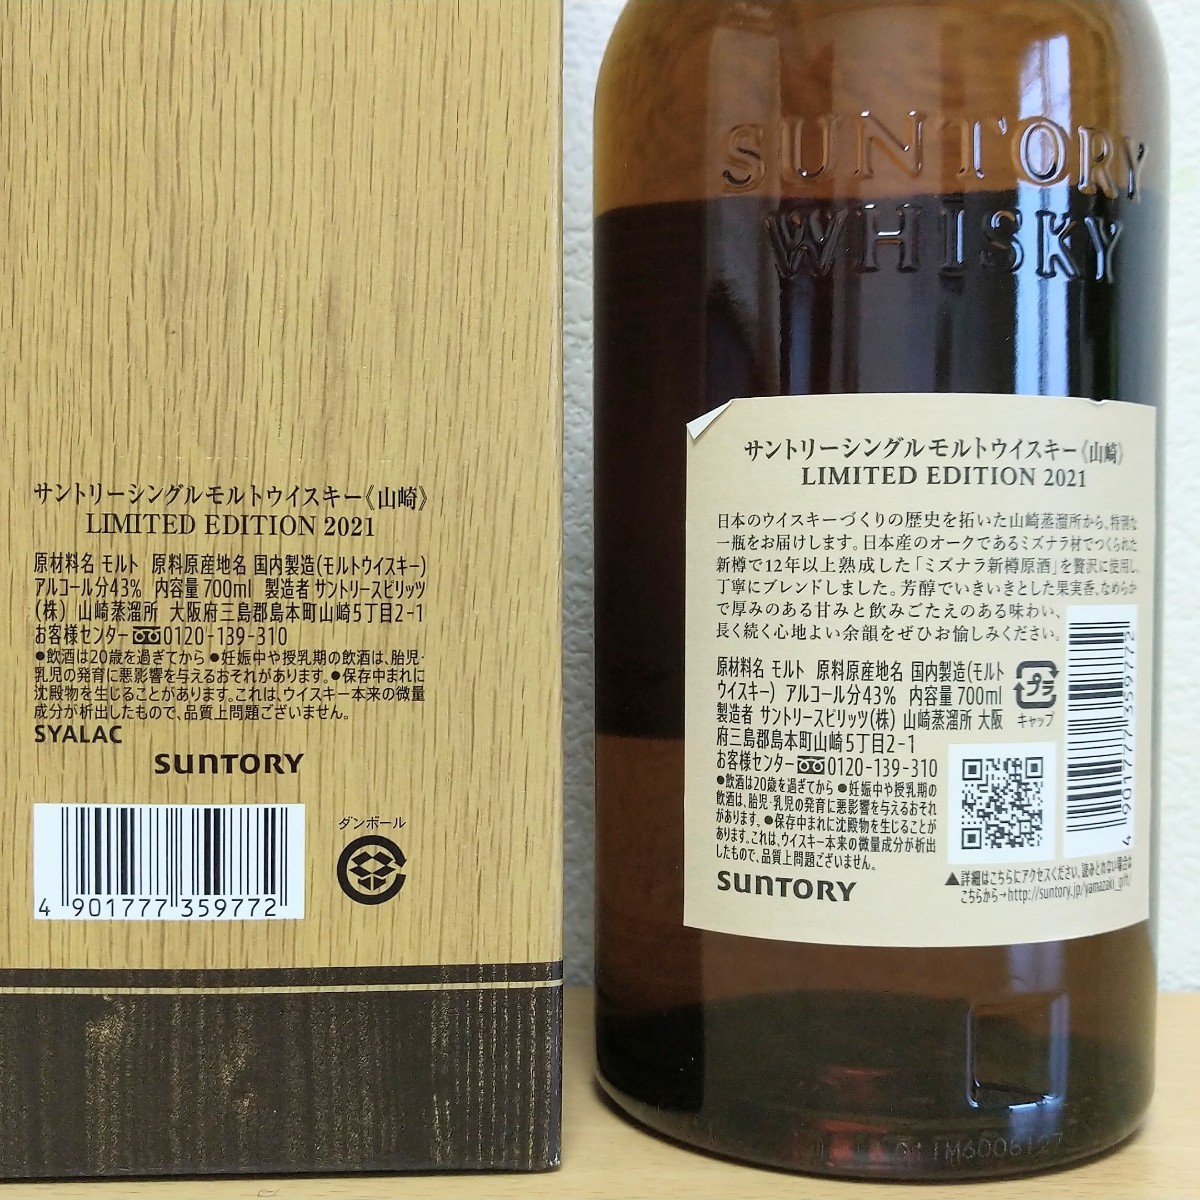 サントリーシングルモルトウイスキー《山崎》
LIMITED EDITION 2021
原材料名 モルト 原料原産地名 国内製造(モルトウイスキー)
アルコール分43% 内容量700ml 製造者 サントリースピリッツ
(株) 山崎蒸溜所 大阪府三島郡島本町山崎5丁目2-1
お客様センター 0120-139-310
●飲酒は20歳を過ぎてから ●妊娠中や授乳期の飲酒は、胎児・
乳児の発育に悪影響を与えるおそれがあります。●保存中まれに
沈殿物を生じることがあります。これは、ウイスキー本来の微量
成分が析出したもので、品質上問題ございません。
SYALAC
SUNTORY
4 901777 359772
ダンボール
SUNTORY
WHISKY
サントリーシングルモルトウイスキー《山崎》
LIMITED EDITION 2021
日本のウイスキーづくりの歴史を拓いた山崎蒸溜所から、特別な
一瓶をお届けします。日本産のオークであるミズナラ材でつくられた
新樽で12年以上熟成した「ミズナラ新樽原酒」を贅沢に使用し、
丁寧にブレンドしました。芳醇でいきいきとした果実香、なめらか
で厚みのある甘みと飲みごたえのある味わい、
長く続く心地よい余韻をぜひお愉しみください。
原材料名 モルト 原料原産地名 国内製造(モルト
ウイスキー) アルコール分43% 内容量700ml
製造者 サントリースピリッツ(株) 山崎蒸溜所 大阪
府三島郡島本町山崎5丁目2-1
お客様センター 0120-139-310
●飲酒は20歳を過ぎてから ●妊娠中や授乳期の
飲酒は、胎児・乳児の発育に悪影響を与えるおそれ
があります。●保存中まれに沈殿物を生じることが
あります。これは、ウイスキー本来の微量成分が析出
したもので、品質上問題ございません。
SUNTORY
プラ
キャップ
4 901777 359772
▲詳細はこちらにアクセスください。読みとれない場合は
こちらから→http://suntory.jp/yamazaki_gift/